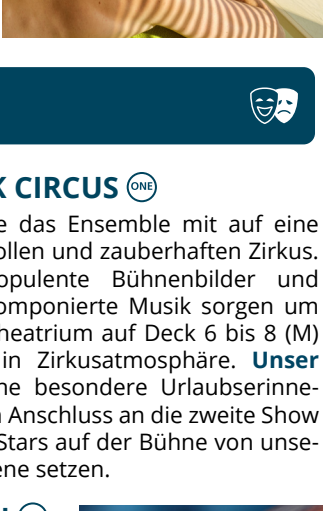 K CIRCUS ONE
e das Ensemble mit auf eine
ollen und zauberhaften Zirkus.
opulente Bühnenbilder und
omponierte Musik sorgen um
heatrium auf Deck 6 bis 8 (M)
in Zirkusatmosphäre. Unser
ne besondere Urlaubserinne-
n Anschluss an die zweite Show
Stars auf der Bühne von unse-
ene setzen.